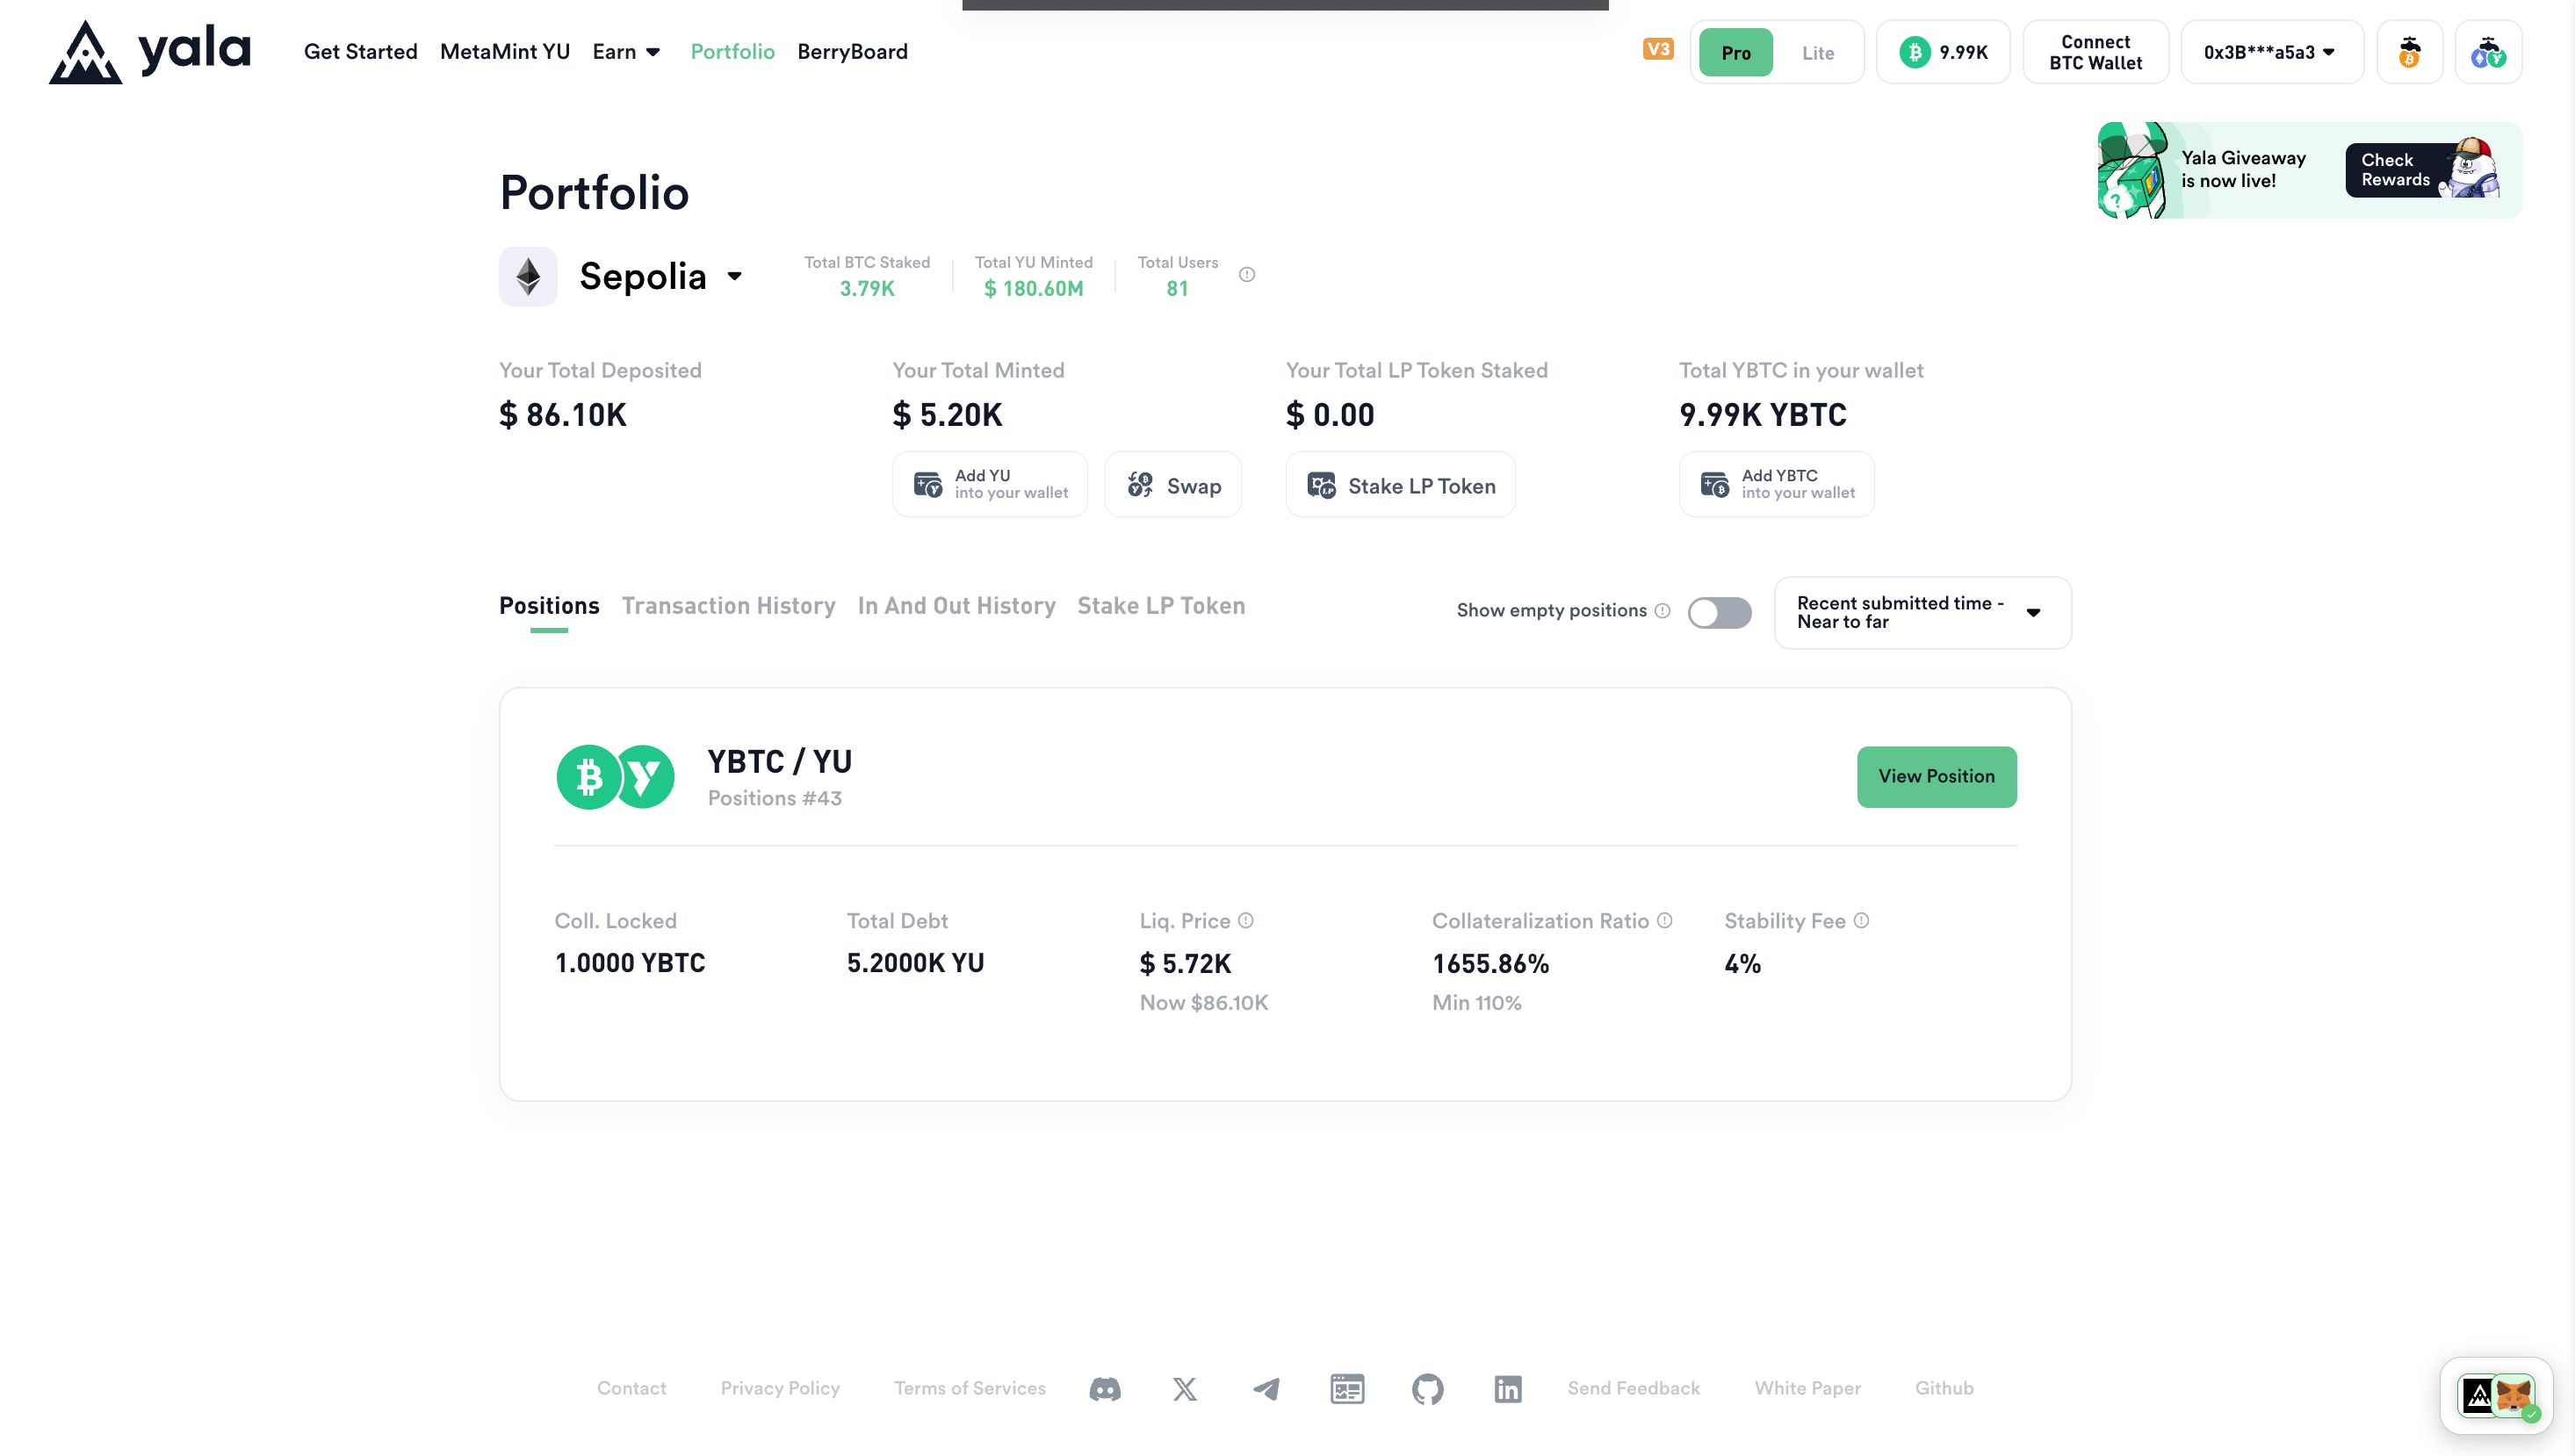 yala
Get Started
MetaMint YU
Earn
Portfolio
BerryBoard
V3
Pro
Lite
9.99K
Connect
BTC Wallet
0x3B***a5a3
Yala Giveaway
is now live!
Check
Rewards
Portfolio
Sepolia
Total BTC Staked
3.79K
Total YU Minted
$ 180.60M
Total Users
81
Your Total Deposited
$ 86.10K
Your Total Minted
$ 5.20K
Add YU
into your wallet
Swap
Your Total LP Token Staked
$ 0.00
Stake LP Token
Total YBTC in your wallet
9.99K YBTC
Add YBTC
into your wallet
Positions
Transaction History
In And Out History
Stake LP Token
Show empty positions
Recent submitted time -
Near to far
YBTC / YU
Positions #43
View Position
Coll. Locked
1.0000 YBTC
Total Debt
5.2000K YU
Liq. Price
$ 5.72K
Now $86.10K
Collateralization Ratio
1655.86%
Min 110%
Stability Fee
4%
Contact
Privacy Policy
Terms of Services
Send Feedback
White Paper
Github